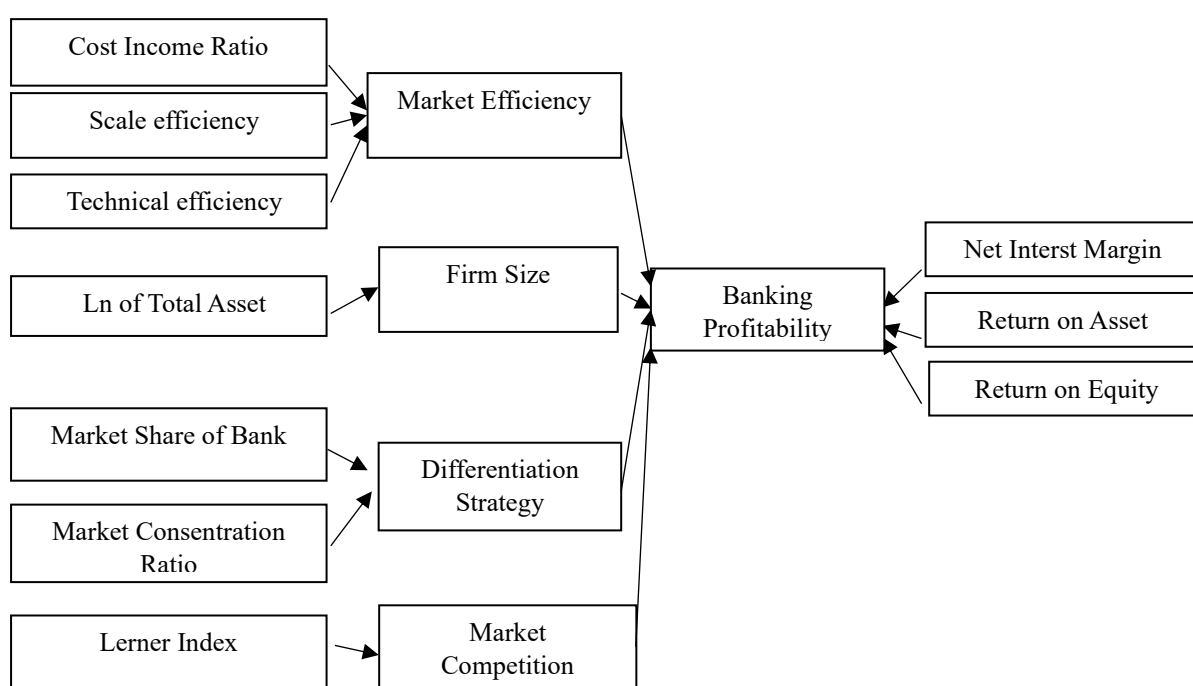 Cost Income Ratio
Scale efficiency
Technical efficiency
Market Efficiency
Ln of Total Asset
Firm Size
Market Share of Bank
Market Consentration
Ratio
Differentiation
Strategy
Lerner Index
Market
Competition
Banking
Profitability
Net Interst Margin
Return on Asset
Return on Equity